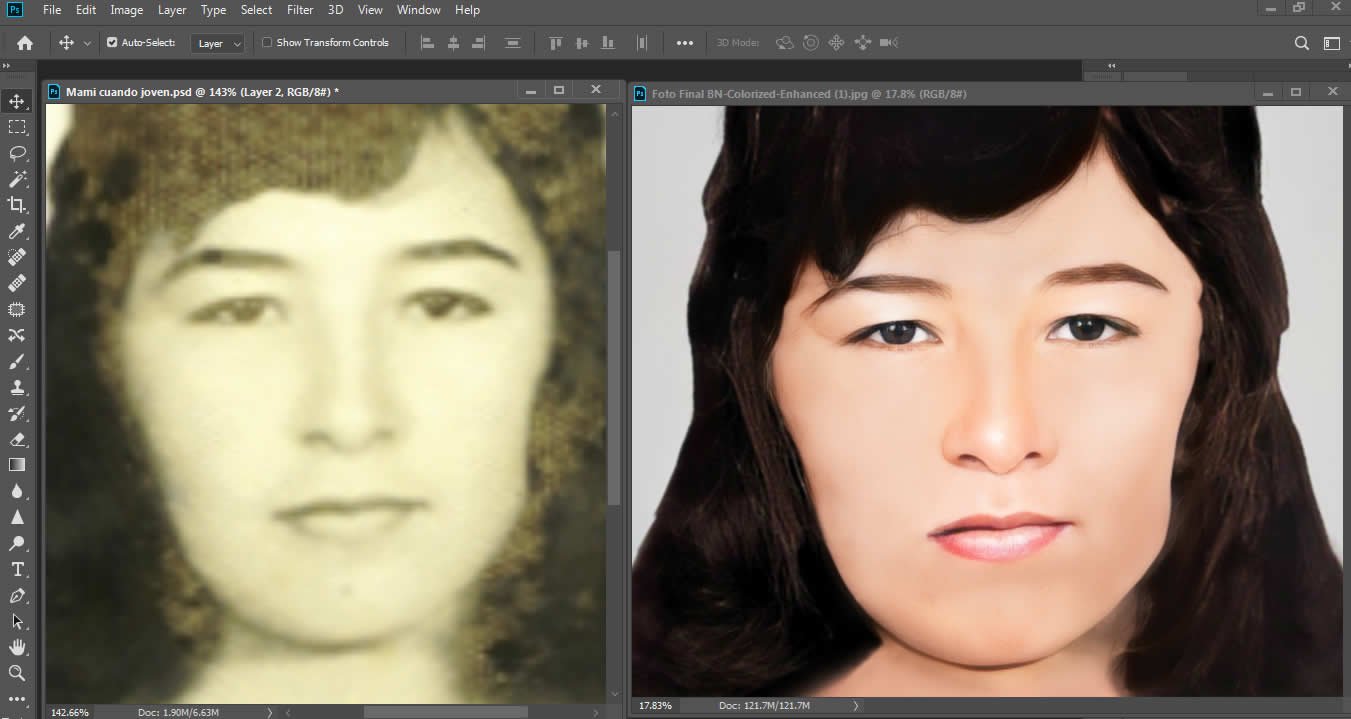 Ps File Edit Image Layer Type Select Filter 3D View Window Help
Auto-Select: Layer Show Transform Controls 3D Mode:
Ps Mami cuando joven.psd @ 143% (Layer 2, RGB/8#) *
Ps Foto Final BN-Colorized-Enhanced (1).jpg @ 17.8% (RGB/8#)
142.66% Doc: 1.90M/6.63M
17.83% Doc: 121.7M/121.7M